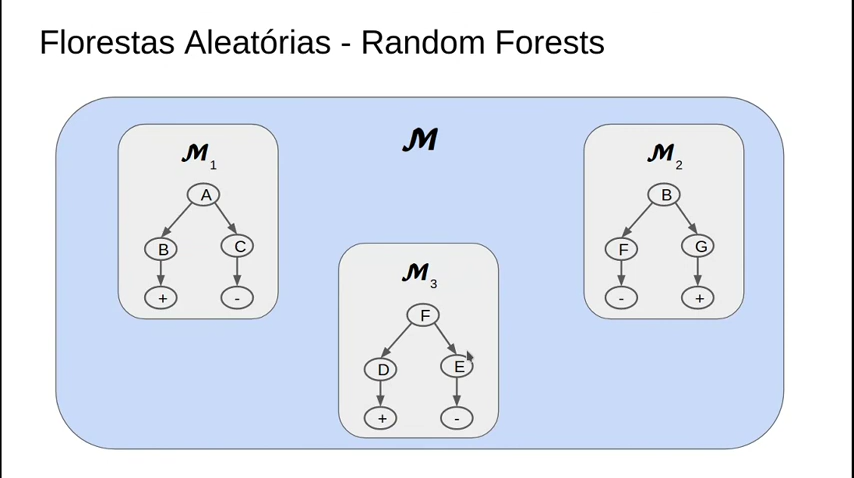 Florestas Aleatórias - Random Forests
ℳ
ℳ1
A
B C
+ -
ℳ2
B
F G
- +
ℳ3
F
D E
+ -